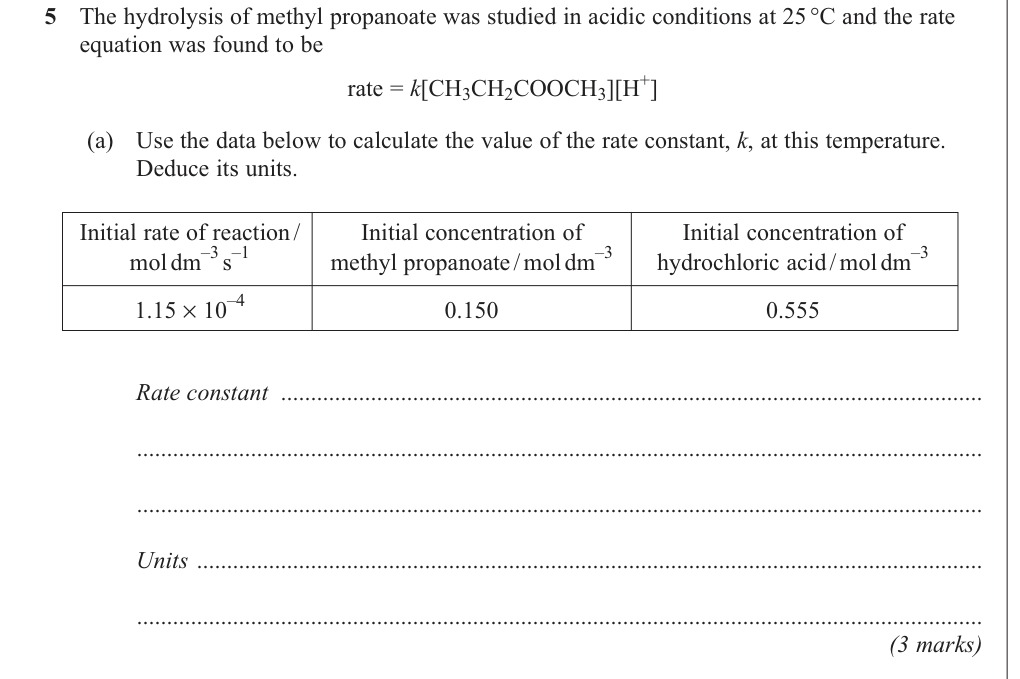 5 The hydrolysis of methyl propanoate was studied in acidic conditions at 25 °C and the rate
equation was found to be
rate = k[CH₃CH₂COOCH₃][H⁺]
(a) Use the data below to calculate the value of the rate constant, k, at this temperature.
Deduce its units.
Initial rate of reaction /
mol dm⁻³ s⁻¹
Initial concentration of
methyl propanoate / mol dm⁻³
Initial concentration of
hydrochloric acid / mol dm⁻³
1.15 × 10⁻⁴
0.150
0.555
Rate constant
Units
(3 marks)